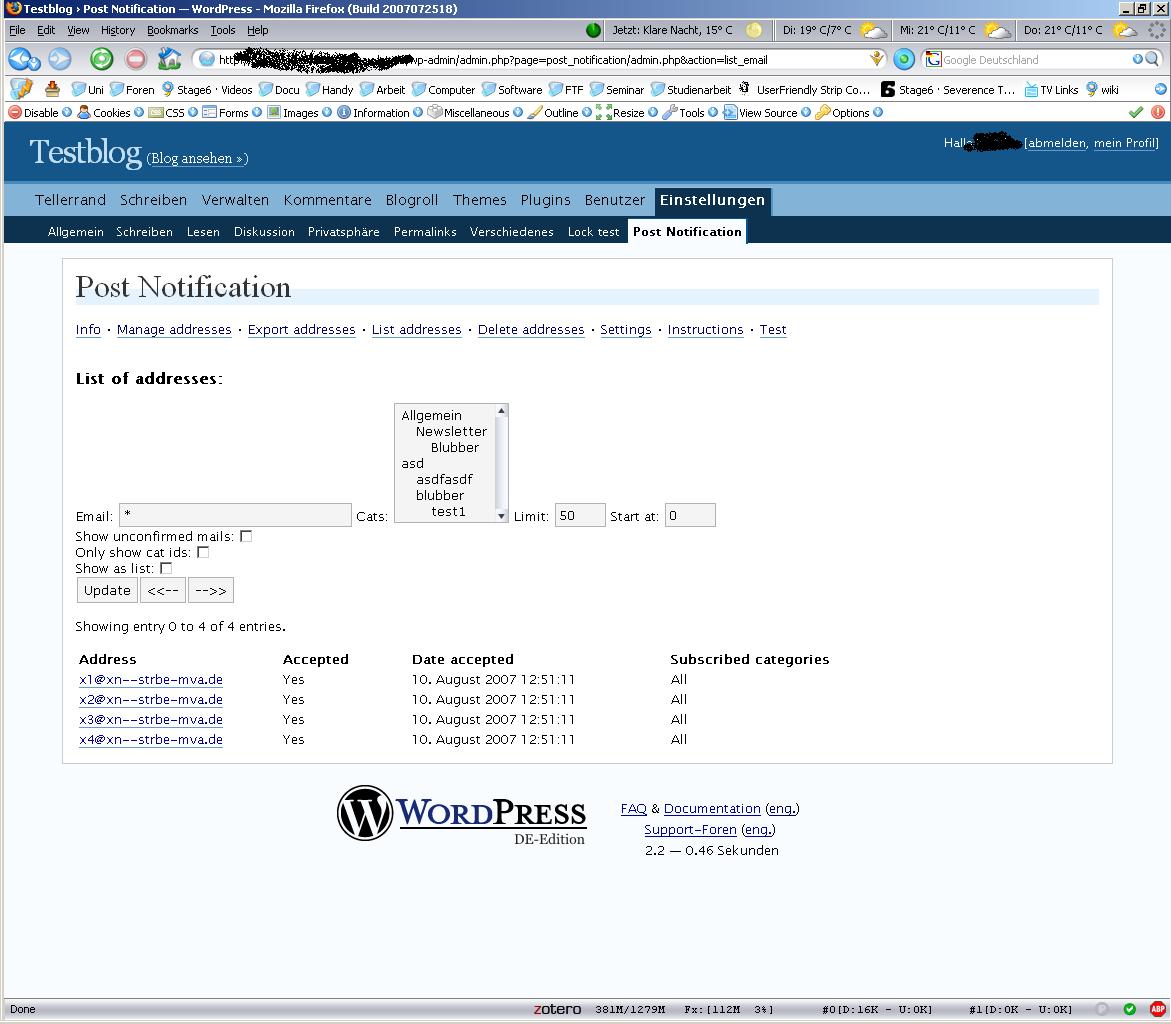 Testblog › Post Notification — WordPress - Mozilla Firefox (Build 2007072518)
File Edit View History Bookmarks Tools Help Jetzt: Klare Nacht, 15° C Di: 19° C/7° C Mi: 21° C/11° C Do: 21° C/11° C
http wp-admin/admin.php?page=post_notification/admin.php&action=list_email Google Deutschland
Uni Foren Stage6 · Videos Docu Handy Arbeit Computer Software FTF Seminar Studienarbeit UserFriendly Strip Co... Stage6 · Severence T... TV Links wiki
Disable Cookies CSS Forms Images Information Miscellaneous Outline Resize Tools View Source Options
Testblog (Blog ansehen »)
Hallo [abmelden, mein Profil]
Tellerrand Schreiben Verwalten Kommentare Blogroll Themes Plugins Benutzer Einstellungen
Allgemein Schreiben Lesen Diskussion Privatsphäre Permalinks Verschiedenes Lock test Post Notification
Post Notification
Info · Manage addresses · Export addresses · List addresses · Delete addresses · Settings · Instructions · Test
List of addresses:
Allgemein
Newsletter
Blubber
asd
asdfasdf
blubber
test1
Email: * Cats: Limit: 50 Start at: 0
Show unconfirmed mails:
Only show cat ids:
Show as list:
Update <<-- -->>
Showing entry 0 to 4 of 4 entries.
Address Accepted Date accepted Subscribed categories
x1@xn--strbe-mva.de Yes 10. August 2007 12:51:11 All
x2@xn--strbe-mva.de Yes 10. August 2007 12:51:11 All
x3@xn--strbe-mva.de Yes 10. August 2007 12:51:11 All
x4@xn--strbe-mva.de Yes 10. August 2007 12:51:11 All
WORDPRESS
DE-Edition
FAQ & Documentation (eng.)
Support-Foren (eng.)
2.2 — 0.46 Sekunden
Done zotero 381M/1279M Fx:[112M 3%] #0[D:16K - U:0K] #1[D:0K - U:0K] ABP